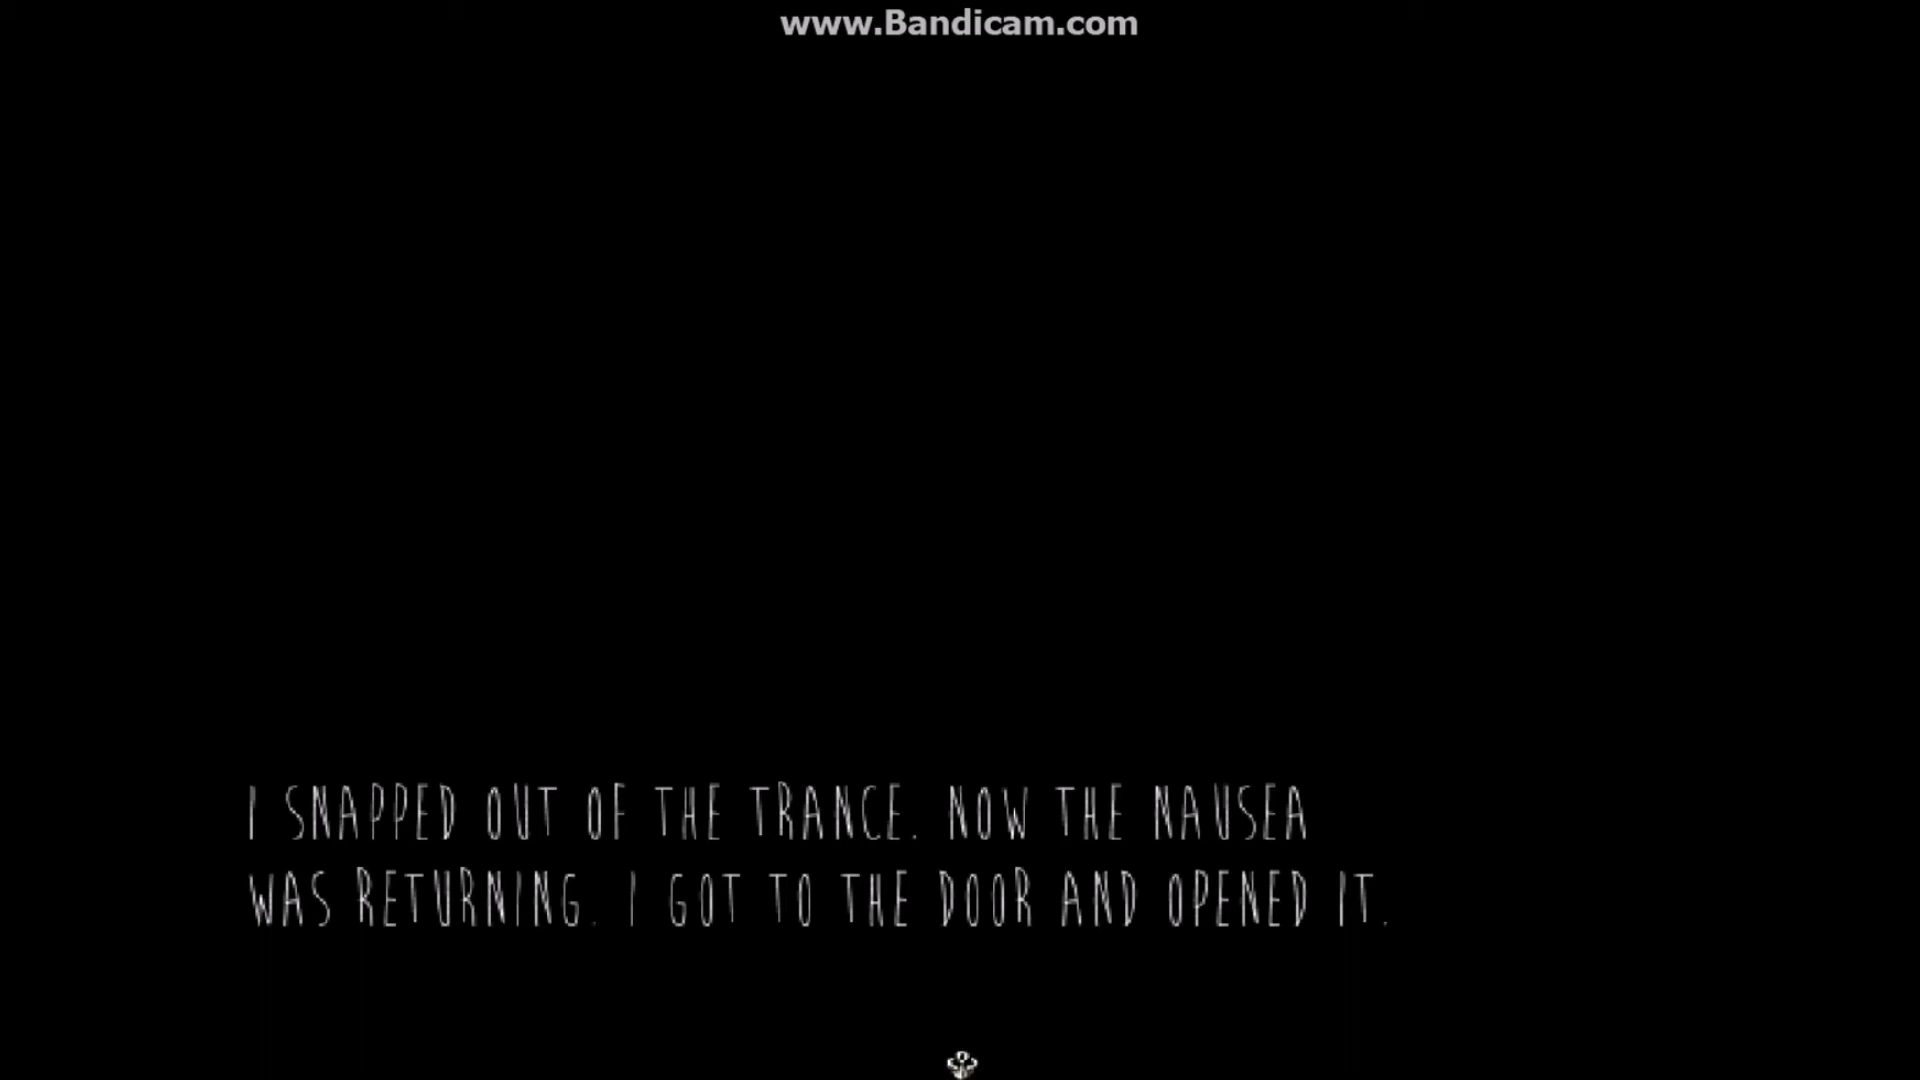 www.Bandicam.com
I SNAPPED OUT OF THE TRANCE. NOW THE NAUSEA
WAS RETURNING. I GOT TO THE DOOR AND OPENED IT.